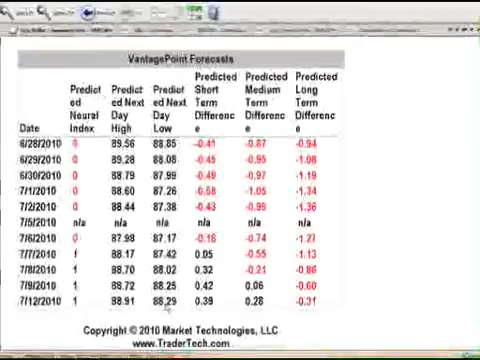 VantagePoint Forecasts
Date Predicted Neural Index Predicted Next Day High Predicted Next Day Low Predicted Short Term Difference Predicted Medium Term Difference Predicted Long Term Difference
6/28/2010 0 89.56 88.85 -0.41 -0.87 -0.94
6/29/2010 0 89.28 88.08 -0.45 -0.95 -1.08
6/30/2010 0 88.79 87.99 -0.49 -0.97 -1.19
7/1/2010 0 88.60 87.26 -0.58 -1.05 -1.34
7/2/2010 0 88.44 87.38 -0.43 -0.99 -1.36
7/5/2010 n/a n/a n/a n/a n/a n/a
7/6/2010 0 87.98 87.17 -0.18 -0.74 -1.27
7/7/2010 1 88.17 87.42 0.05 -0.55 -1.13
7/8/2010 1 88.70 88.02 0.32 -0.21 -0.86
7/9/2010 1 88.72 88.25 0.42 0.06 -0.60
7/12/2010 1 88.91 88.29 0.39 0.28 -0.31
Copyright © 2010 Market Technologies, LLC
www.TraderTech.com